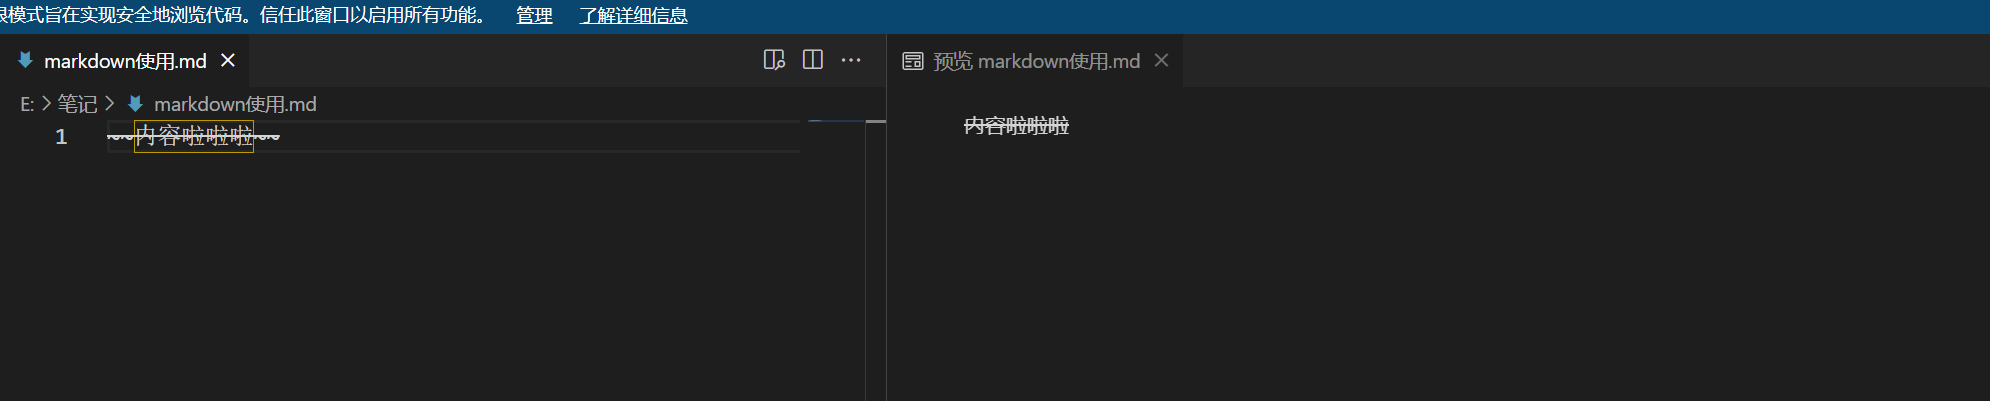 限模式旨在实现安全地浏览代码。信任此窗口以启用所有功能。 管理 了解详细信息
markdown使用.md
预览 markdown使用.md
E: > 笔记 > markdown使用.md
1 ~~内容啦啦啦~~
内容啦啦啦